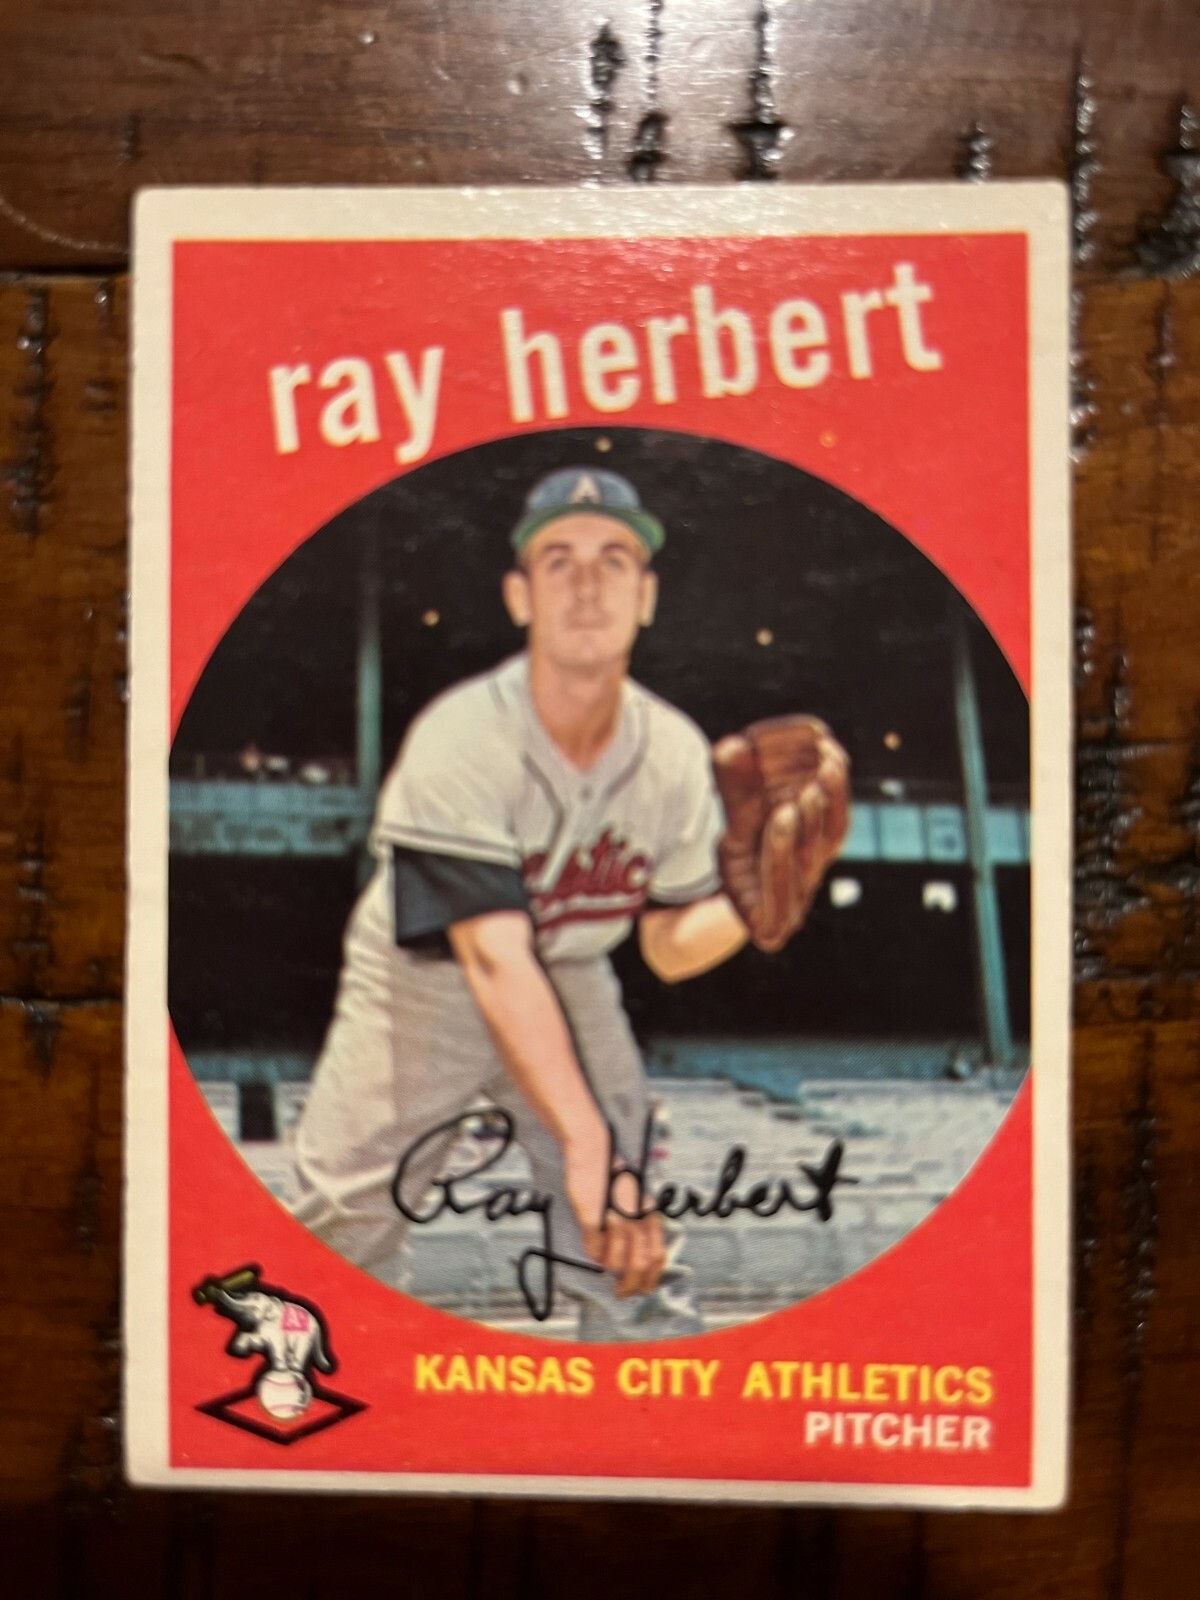 ray herbert
A
Ray Herbert
KANSAS CITY ATHLETICS
PITCHER